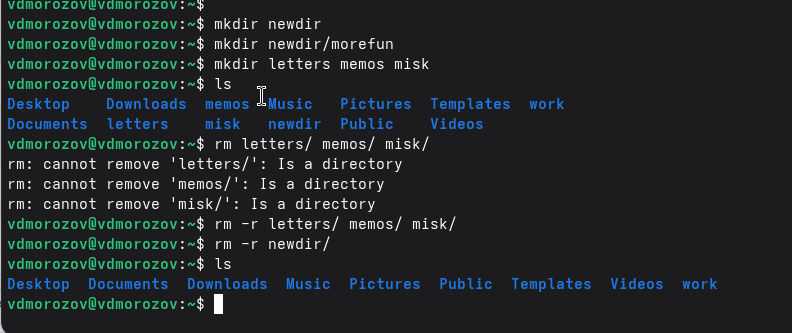 vdmorozov@vdmorozov:~$
vdmorozov@vdmorozov:~$ mkdir newdir
vdmorozov@vdmorozov:~$ mkdir newdir/morefun
vdmorozov@vdmorozov:~$ mkdir letters memos misk
vdmorozov@vdmorozov:~$ ls
Desktop Downloads memos Music Pictures Templates work
Documents letters misk newdir Public Videos
vdmorozov@vdmorozov:~$ rm letters/ memos/ misk/
rm: cannot remove 'letters/': Is a directory
rm: cannot remove 'memos/': Is a directory
rm: cannot remove 'misk/': Is a directory
vdmorozov@vdmorozov:~$ rm -r letters/ memos/ misk/
vdmorozov@vdmorozov:~$ rm -r newdir/
vdmorozov@vdmorozov:~$ ls
Desktop Documents Downloads Music Pictures Public Templates Videos work
vdmorozov@vdmorozov:~$